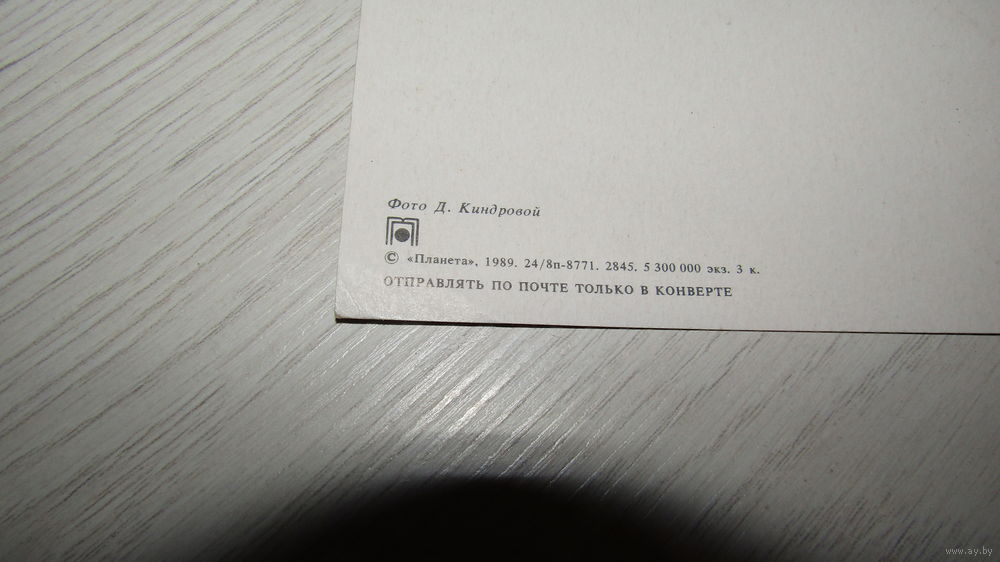 Фото Д. Киндровой
© «Планета», 1989. 24/8п-8771. 2845. 5 300 000 экз. 3 к.
ОТПРАВЛЯТЬ ПО ПОЧТЕ ТОЛЬКО В КОНВЕРТЕ
www.ay.by